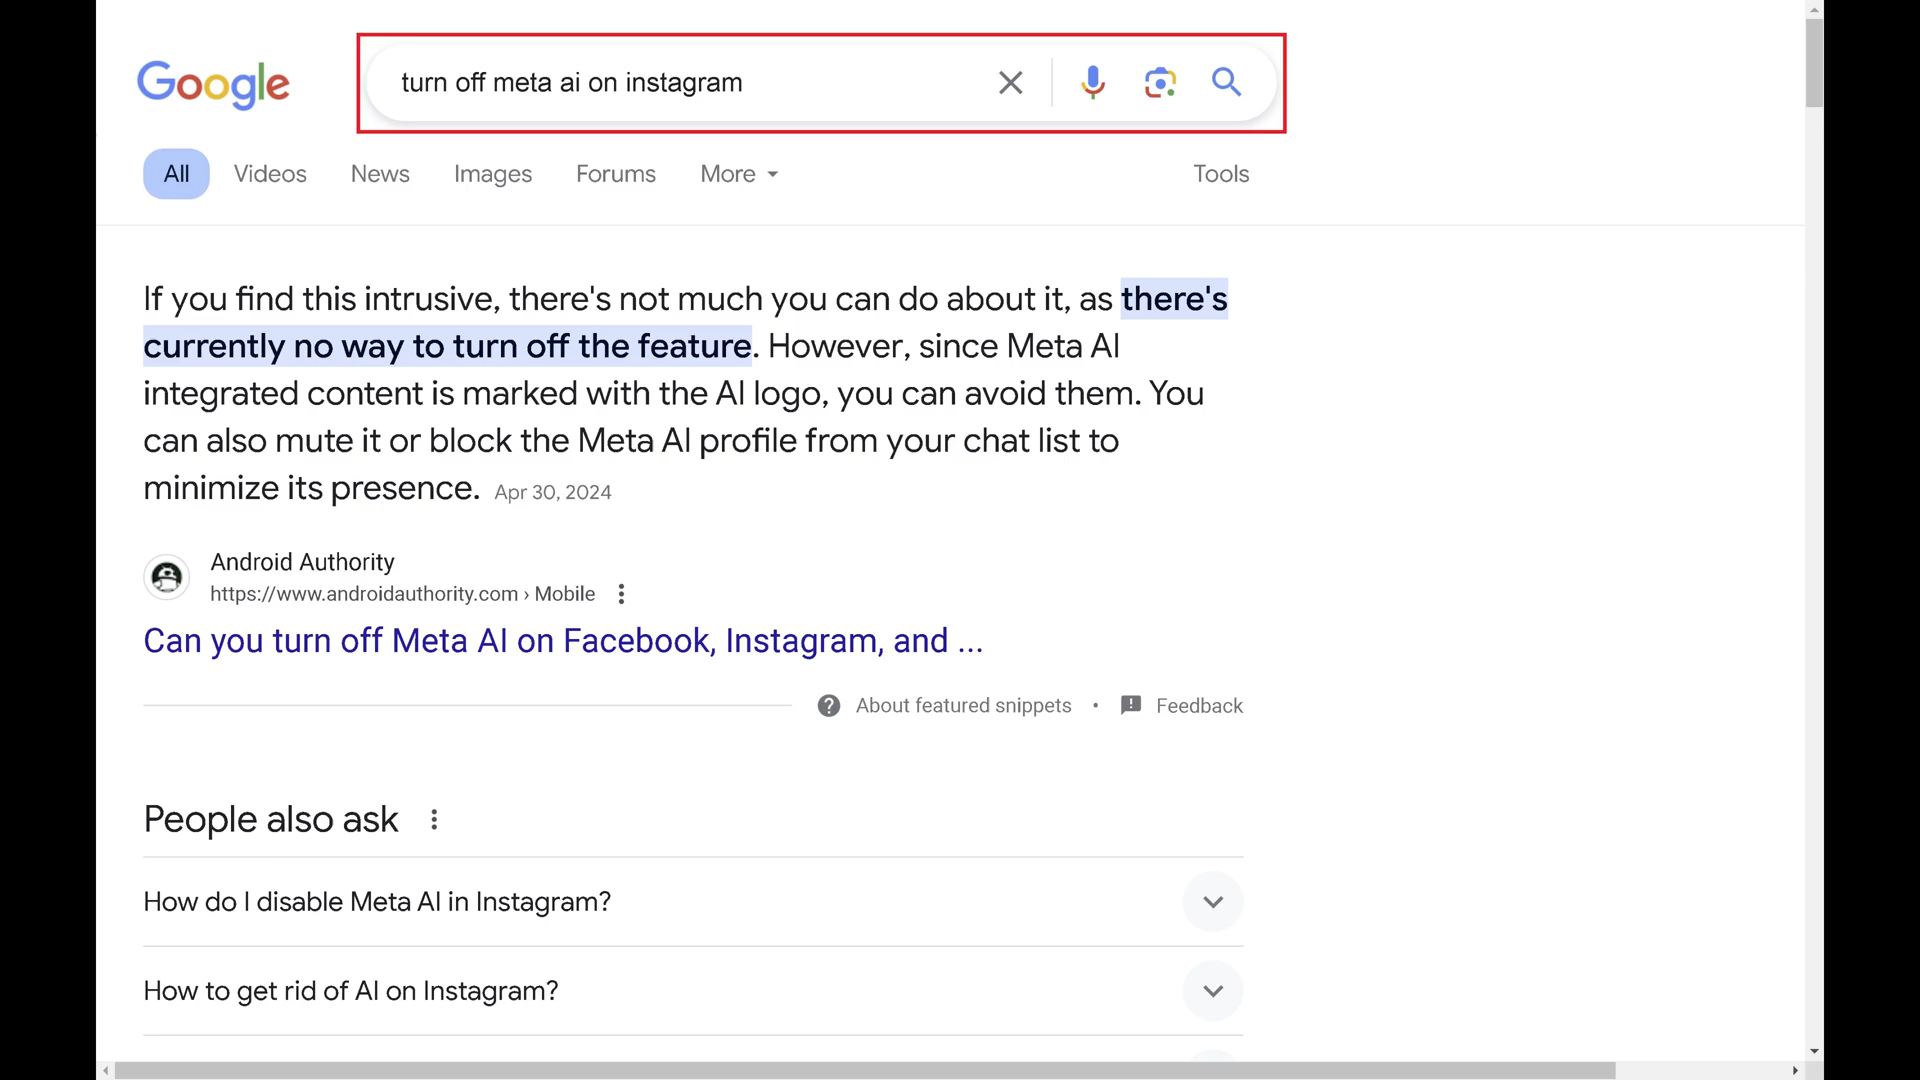 Google
turn off meta ai on instagram
All Videos News Images Forums More Tools
If you find this intrusive, there's not much you can do about it, as there's
currently no way to turn off the feature. However, since Meta AI
integrated content is marked with the AI logo, you can avoid them. You
can also mute it or block the Meta AI profile from your chat list to
minimize its presence. Apr 30, 2024
Android Authority
https://www.androidauthority.com › Mobile
Can you turn off Meta AI on Facebook, Instagram, and ...
About featured snippets • Feedback
People also ask
How do I disable Meta AI in Instagram?
How to get rid of AI on Instagram?